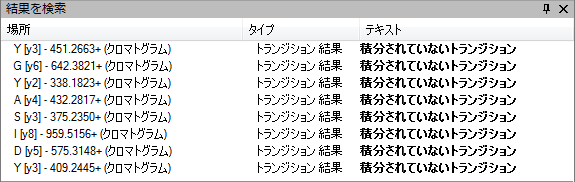 結果を検索
場所 タイプ テキスト
Y [y3] - 451.2663+ (クロマトグラム) トランジション 結果 積分されていないトランジション
G [y6] - 642.3821+ (クロマトグラム) トランジション 結果 積分されていないトランジション
Y [y2] - 338.1823+ (クロマトグラム) トランジション 結果 積分されていないトランジション
A [y4] - 432.2817+ (クロマトグラム) トランジション 結果 積分されていないトランジション
S [y3] - 375.2350+ (クロマトグラム) トランジション 結果 積分されていないトランジション
I [y8] - 959.5156+ (クロマトグラム) トランジション 結果 積分されていないトランジション
D [y5] - 575.3148+ (クロマトグラム) トランジション 結果 積分されていないトランジション
Y [y3] - 409.2445+ (クロマトグラム) トランジション 結果 積分されていないトランジション